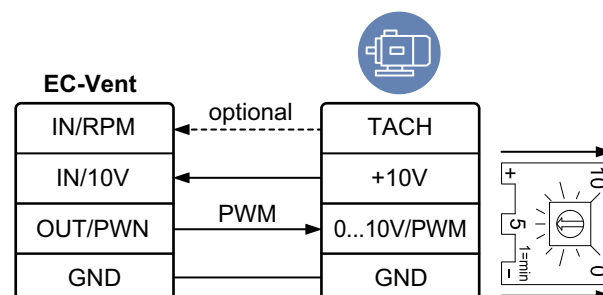 EC-Vent
optional
IN/RPM
TACH
IN/10V
+10V
PWM
OUT/PWN
0...10V/PWM
GND
GND
+
10
5
1=min
-
0